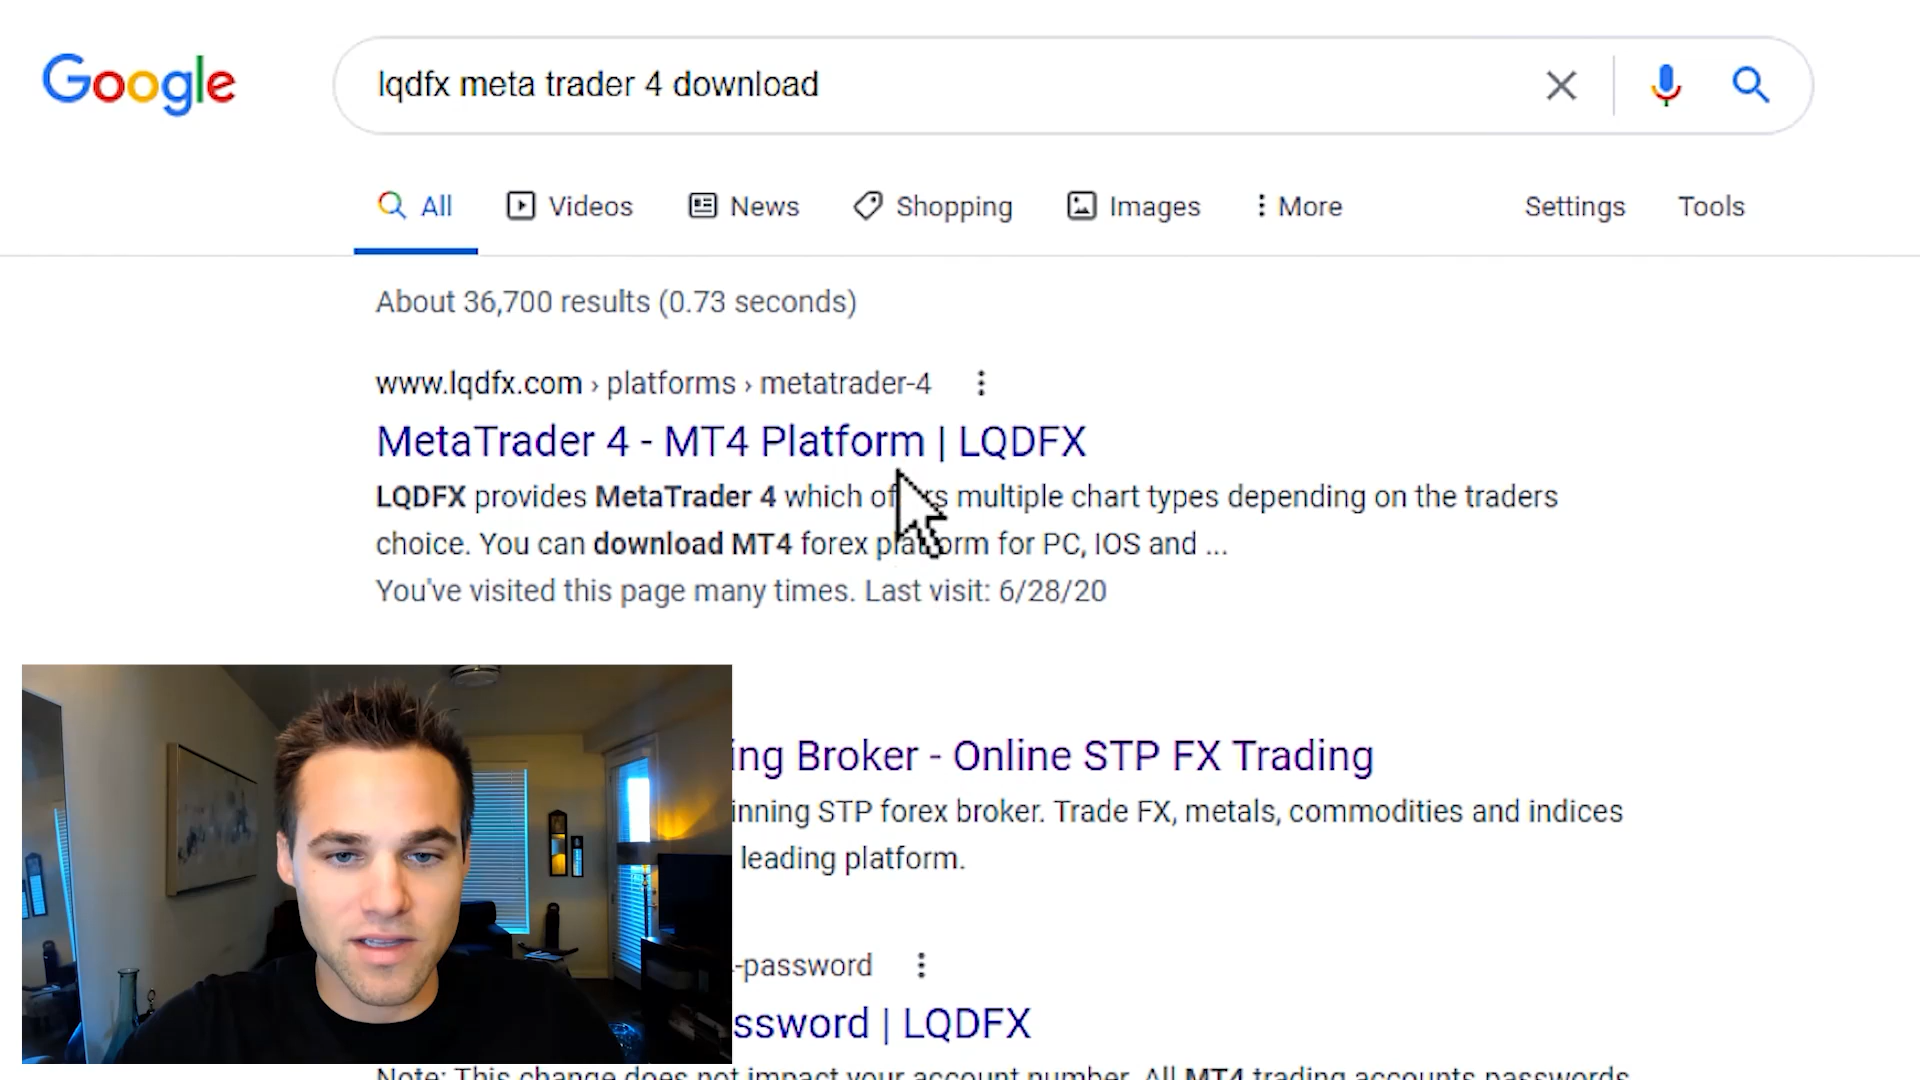 Google
lqdfx meta trader 4 download
All Videos News Shopping Images More Settings Tools
About 36,700 results (0.73 seconds)
www.lqdfx.com › platforms › metatrader-4
MetaTrader 4 - MT4 Platform | LQDFX
LQDFX provides MetaTrader 4 which multiple chart types depending on the traders
choice. You can download MT4 forex platform for PC, IOS and ...
You've visited this page many times. Last visit: 6/28/20
ing Broker - Online STP FX Trading
inning STP forex broker. Trade FX, metals, commodities and indices
leading platform.
-password
ssword | LQDFX
Note: This change does not impact your account number. All MT4 trading accounts passwords